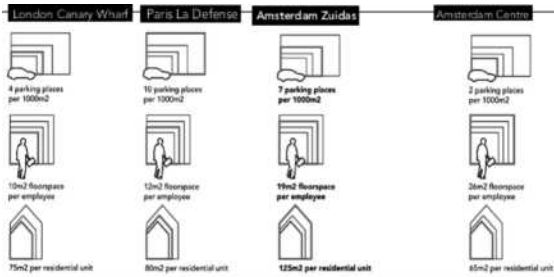 London Canary Wharf
Paris La Defense
Amsterdam Zuidas
Amsterdam Centre
4 parking places
per 1000m2
10 parking places
per 1000m2
7 parking places
per 1000m2
2 parking places
per 1000m2
10m2 floorspace
per employee
12m2 floorspace
per employee
19m2 floorspace
per employee
26m2 floorspace
per employee
75m2 per residential unit
80m2 per residential unit
125m2 per residential unit
65m2 per residential unit